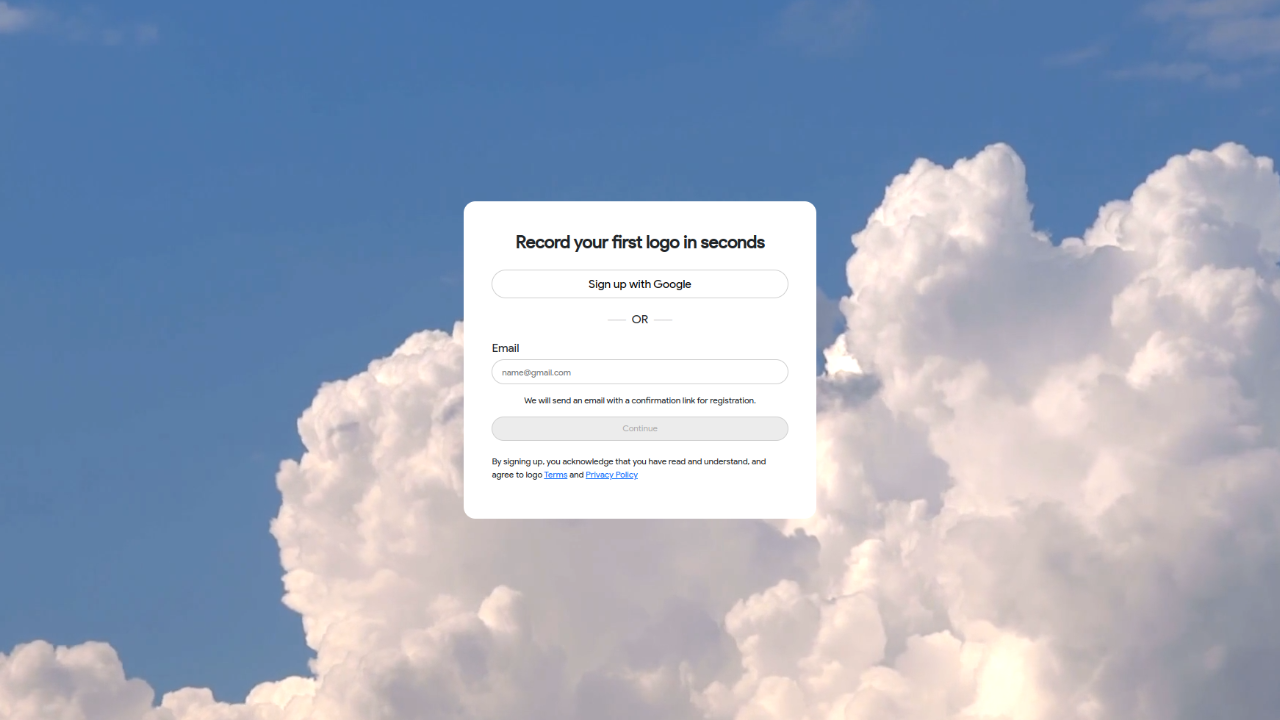 Record your first logo in seconds
Sign up with Google
OR
Email
name@gmail.com
We will send an email with a confirmation link for registration.
Continue
By signing up, you acknowledge that you have read and understand, and
agree to logo Terms and Privacy Policy